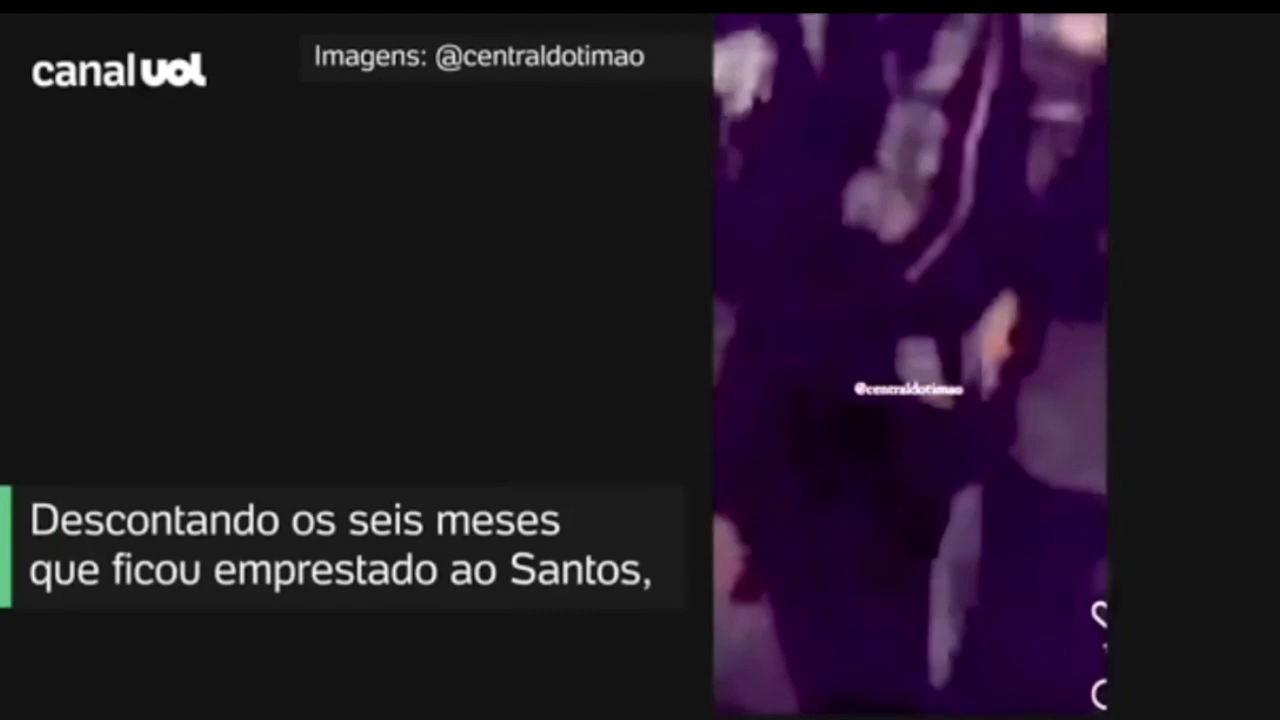 canal uol
Imagens: @centraldotimao
@centraldotimao
Descontando os seis meses
que ficou emprestado ao Santos,